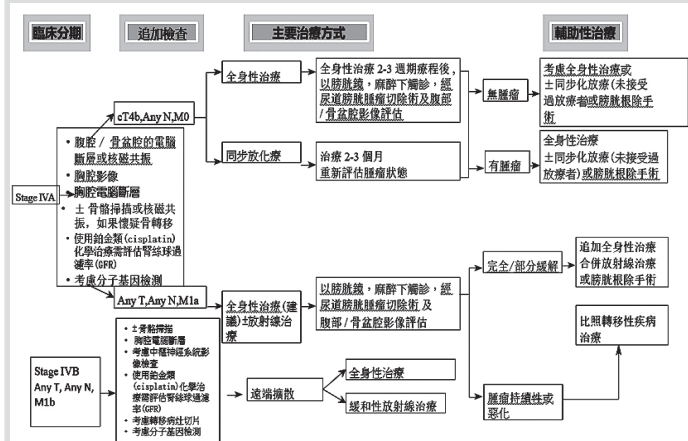 臨床分期
追加檢查
主要治療方式
輔助性治療
Stage IVA
cT4b,Any N,M0
• 腹腔 / 骨盆腔的電腦
斷層或核磁共振
• 胸腔影像
• 胸腔電腦斷層
• ± 骨骼掃描或核磁共
振，如果懷疑骨轉移
• 使用鉑金類(cisplatin)
化學治療需評估腎絲球過
濾率(GFR)
• 考慮分子基因檢測
Any T,Any N,M1a
全身性治療
全身性治療 2-3 週期療程後，
以膀胱鏡，麻醉下觸診，經
尿道膀胱腫瘤切除術及腹部
/ 骨盆腔影像評估
同步放化療
治療 2-3 個月
重新評估腫瘤狀態
無腫瘤
考慮全身性治療或
±同步化放療(未接受
過放療者)或膀胱根除手
術
有腫瘤
全身性治療
±同步化放療(未接受過
放療者)或膀胱根除手術
全身性治療(建
議)±放射線治
療
以膀胱鏡，麻醉下觸診，經
尿道膀胱腫瘤切除術及
腹部 / 骨盆腔影像評估
完全/部分緩解
追加全身性治療
合併放射線治療
或膀胱根除手術
腫瘤持續性或
惡化
比照轉移性疾病
治療
Stage IVB
Any T, Any N,
M1b
• ±骨骼掃描
• 胸腔電腦斷層
• 考慮中樞神經系統影
像檢查
• 使用鉑金類
(cisplatin)化學治
療需評估腎絲球過濾
率(GFR)
• 考慮轉移病灶切片
• 考慮分子基因檢測
遠端擴散
全身性治療
緩和性放射線治療